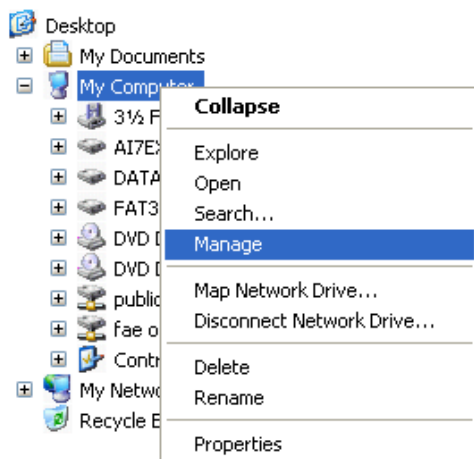 Desktop
My Documents
My Computer
3½ F
AI7EX
DATA
FAT3
DVD D
DVD D
public
fae o
Contr
My Netwo
Recycle B
Collapse
Explore
Open
Search...
Manage
Map Network Drive...
Disconnect Network Drive...
Delete
Rename
Properties